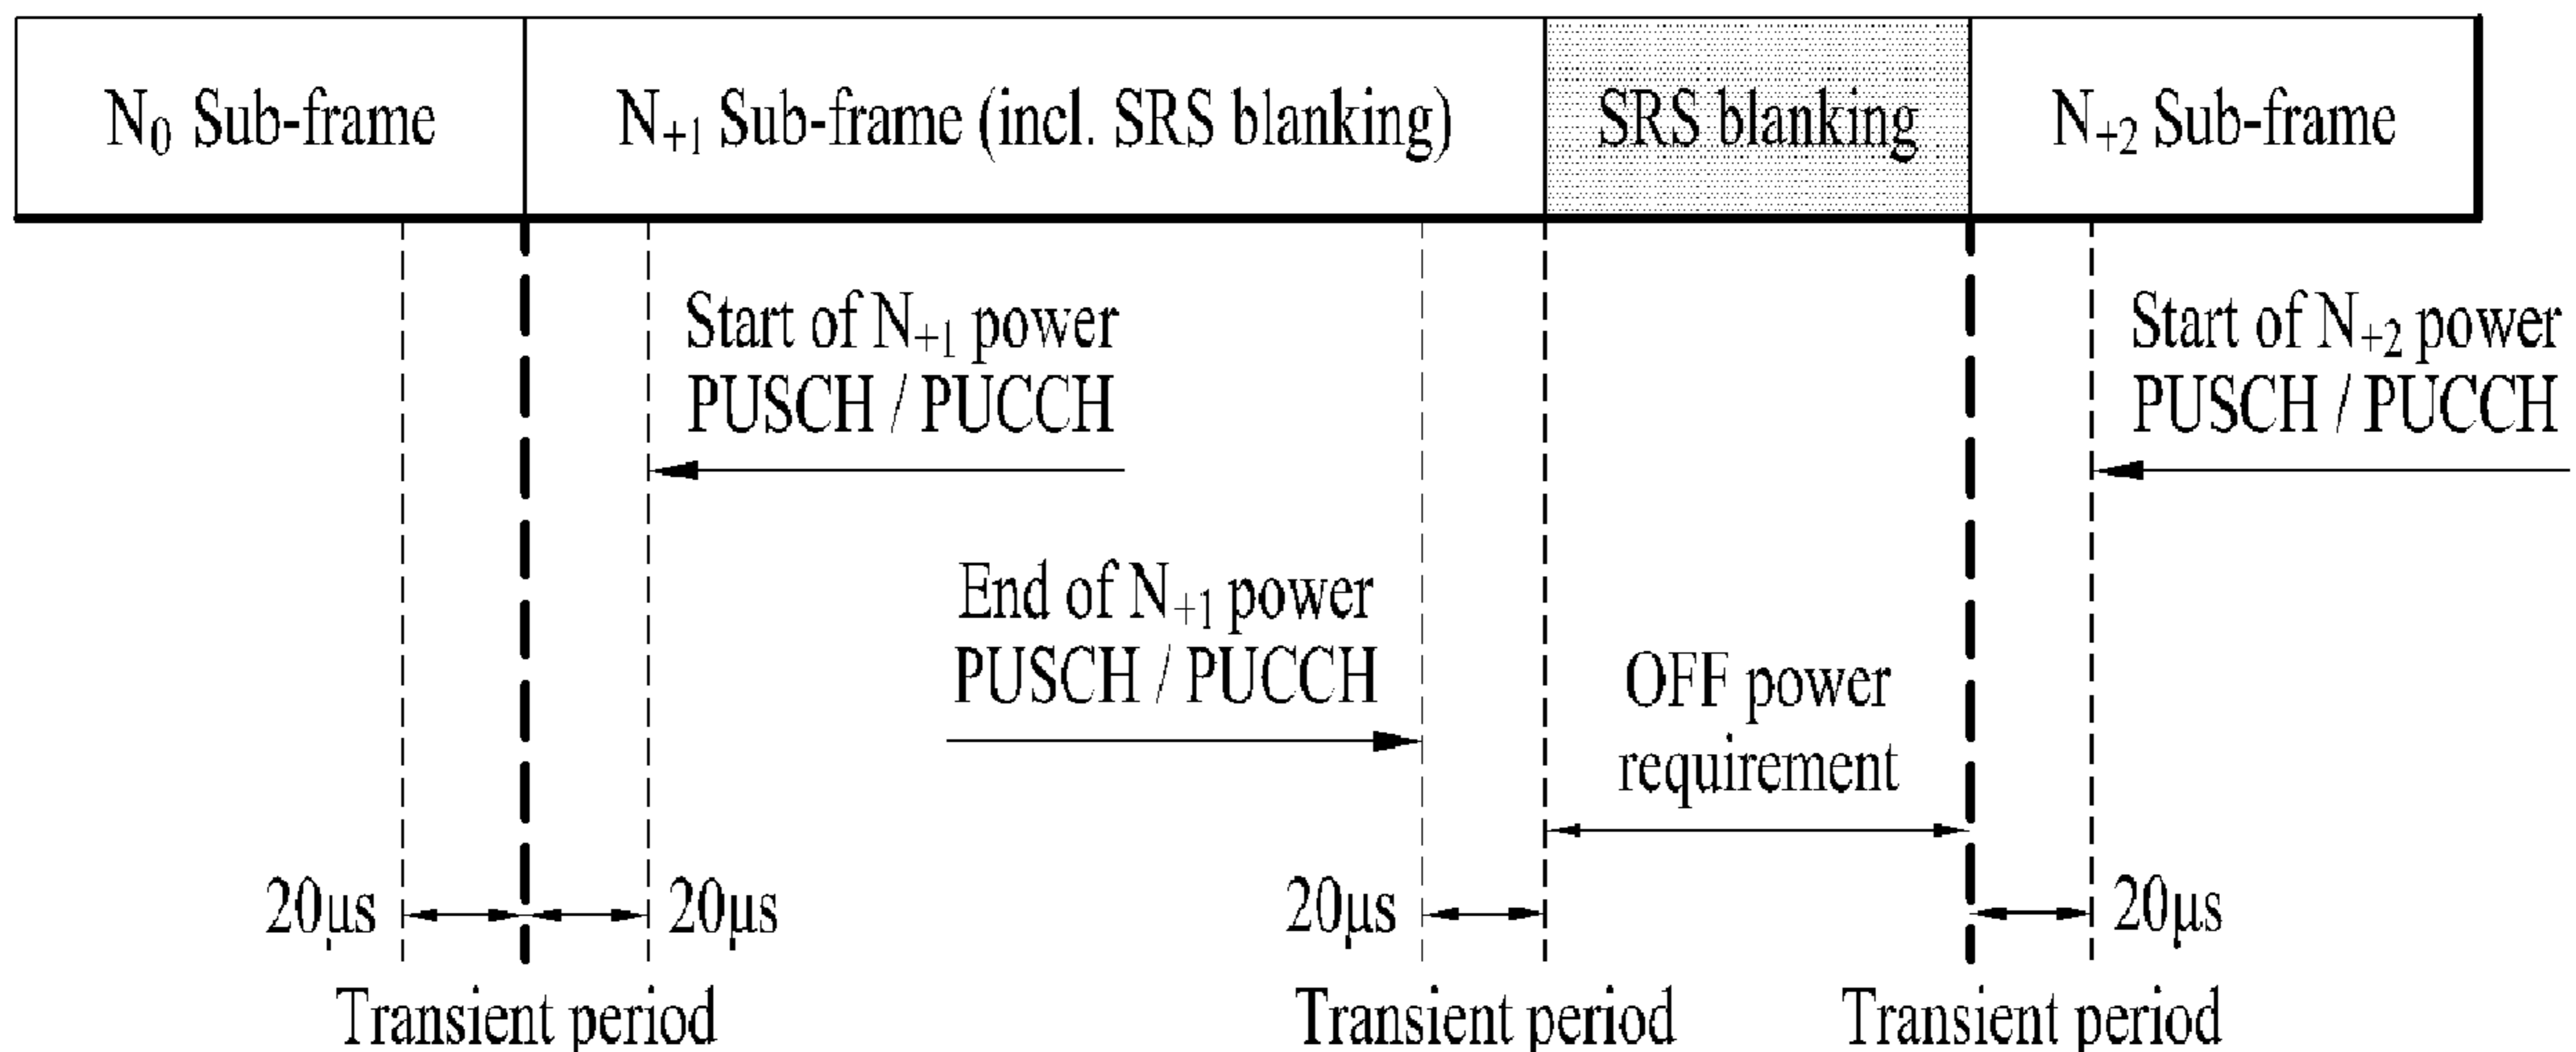 N₀ Sub-frame
N₊₁ Sub-frame (incl. SRS blanking)
SRS blanking
N₊₂ Sub-frame
Start of N₊₁ power
PUSCH / PUCCH
Start of N₊₂ power
PUSCH / PUCCH
End of N₊₁ power
PUSCH / PUCCH
OFF power
requirement
20μs
20μs
20μs
20μs
Transient period
Transient period
Transient period